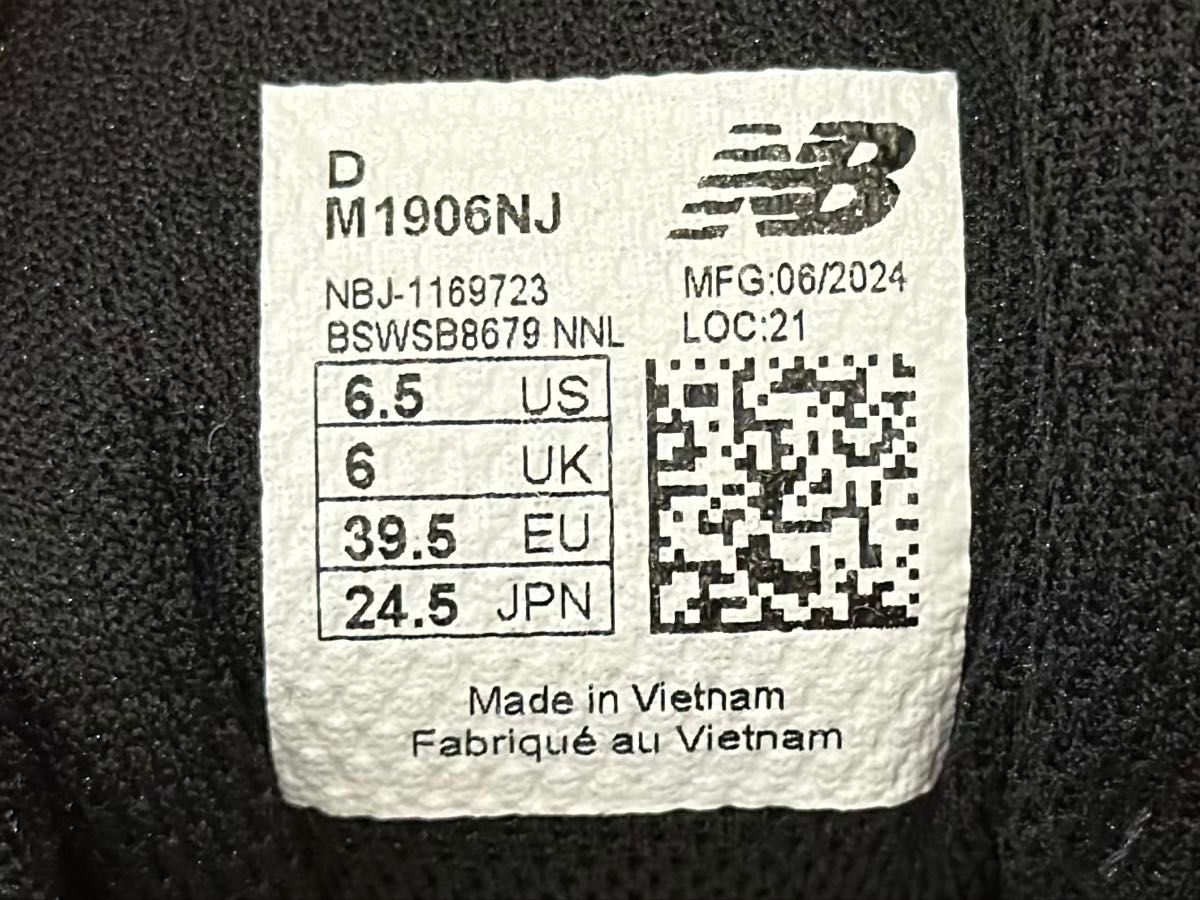 D
M1906NJ
NB
NBJ-1169723
BSWSB8679 NNL
MFG:06/2024
LOC:21
6.5 US
6 UK
39.5 EU
24.5 JPN
Made in Vietnam
Fabriqué au Vietnam